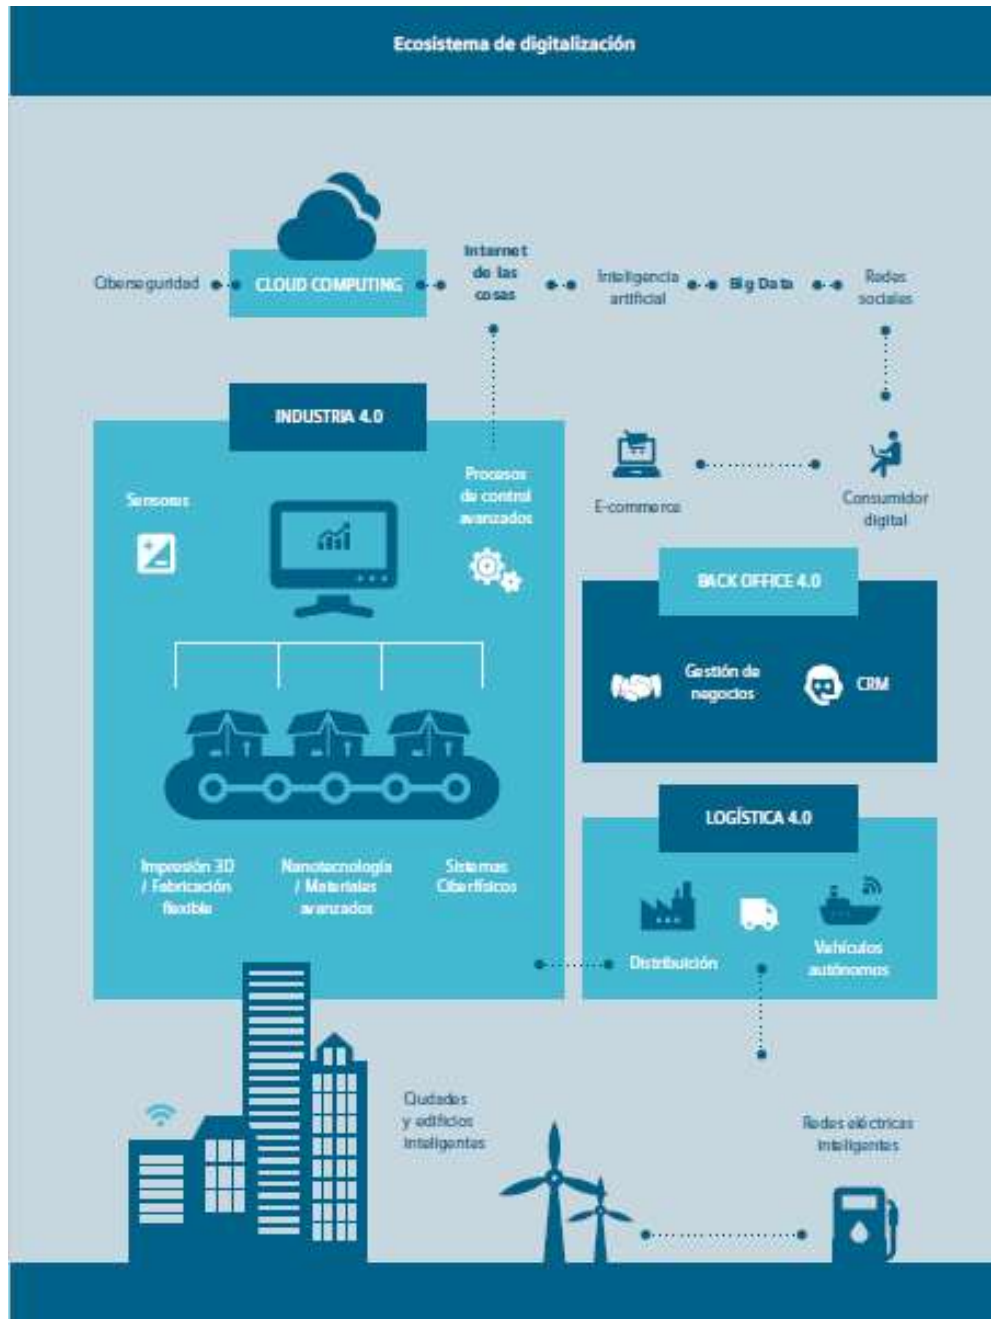 Ecosistema de digitalización
Ciberseguridad
CLOUD COMPUTING
Internet
de las
cosas
Inteligencia
artificial
Big Data
Redes
sociales
INDUSTRIA 4.0
Sensores
Procesos
de control
avanzados
E-commerce
Consumidor
digital
BACK OFFICE 4.0
Gestión de
negocios
CRM
LOGÍSTICA 4.0
Impresión 3D
/ Fabricación
flexible
Nanotecnología
/ Materiales
avanzados
Sistemas
Ciberfísicos
Distribuición
Vehículos
autónomos
Ciudades
y edificios
inteligentes
Redes eléctricas
inteligentes